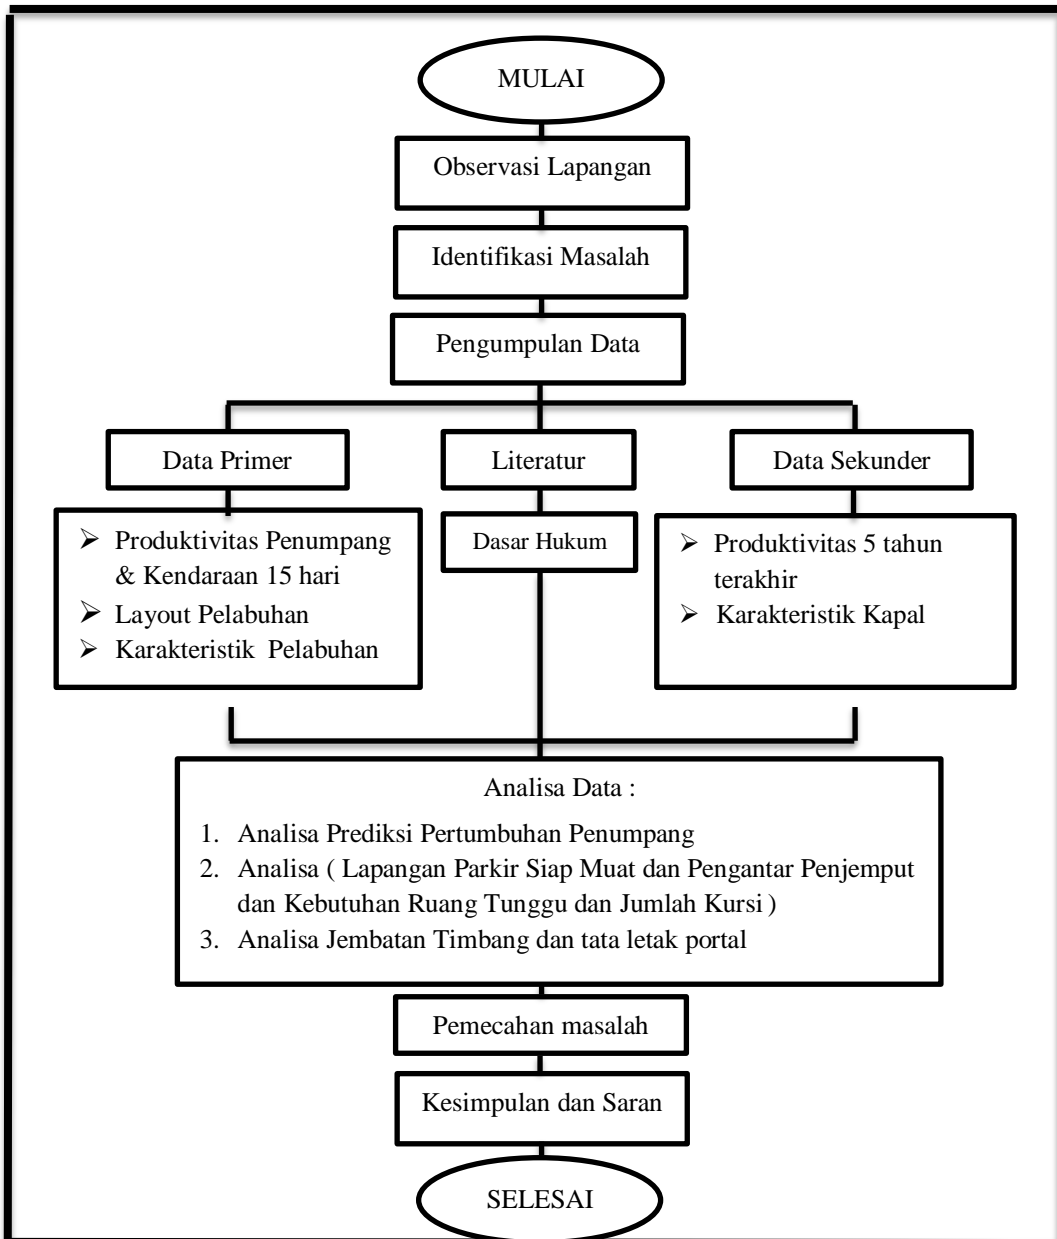 MULAI
Observasi Lapangan
Identifikasi Masalah
Pengumpulan Data
Data Primer
Literatur
Data Sekunder
➢ Produktivitas Penumpang
& Kendaraan 15 hari
➢ Layout Pelabuhan
➢ Karakteristik Pelabuhan
Dasar Hukum
➢ Produktivitas 5 tahun
terakhir
➢ Karakteristik Kapal
Analisa Data :
1. Analisa Prediksi Pertumbuhan Penumpang
2. Analisa ( Lapangan Parkir Siap Muat dan Pengantar Penjemput
dan Kebutuhan Ruang Tunggu dan Jumlah Kursi )
3. Analisa Jembatan Timbang dan tata letak portal
Pemecahan masalah
Kesimpulan dan Saran
SELESAI